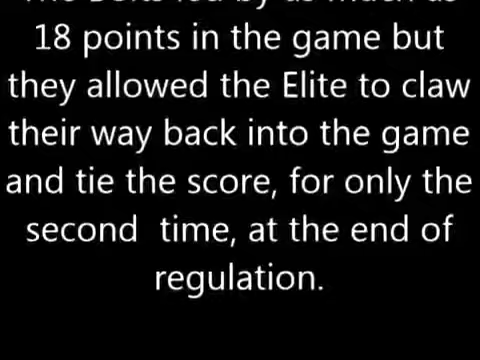 18 points in the game but
they allowed the Elite to claw
their way back into the game
and tie the score, for only the
second  time, at the end of
regulation.